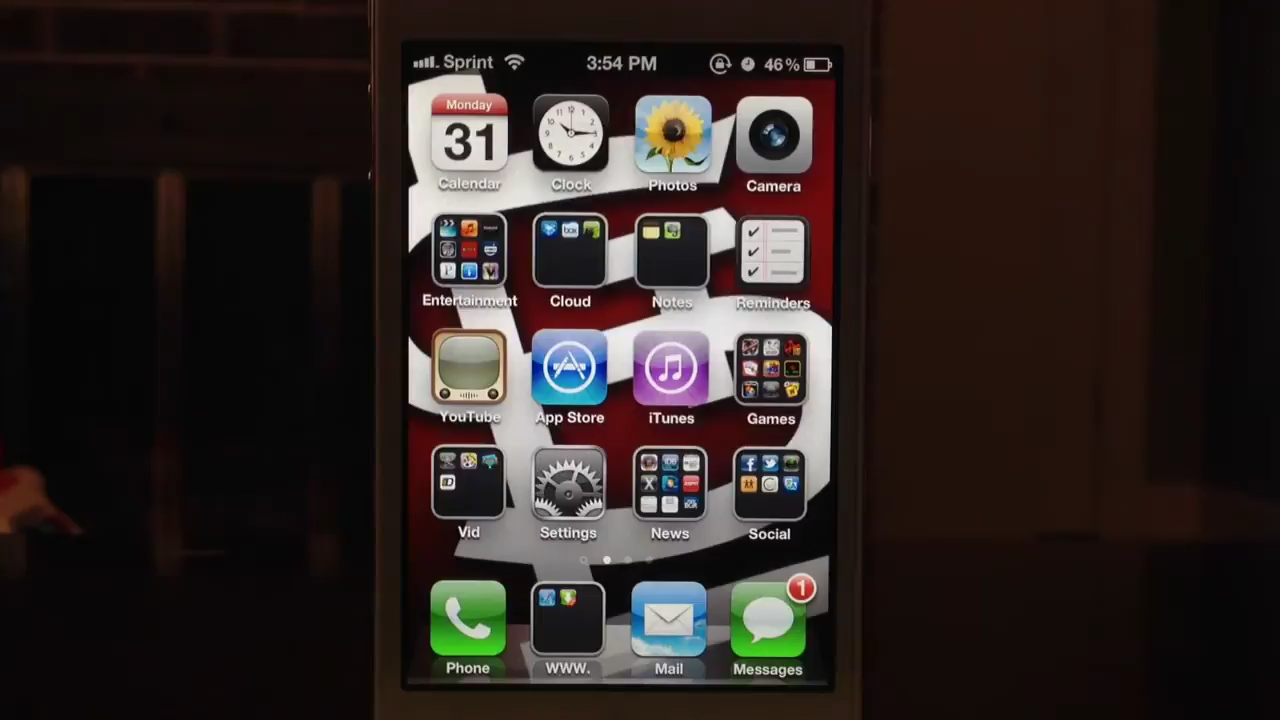 Sprint 3:54 PM 46%
Monday
31
Calendar Clock Photos Camera
Entertainment Cloud Notes Reminders
YouTube App Store iTunes Games
Vid Settings News Social
1
Phone WWW. Mail Messages